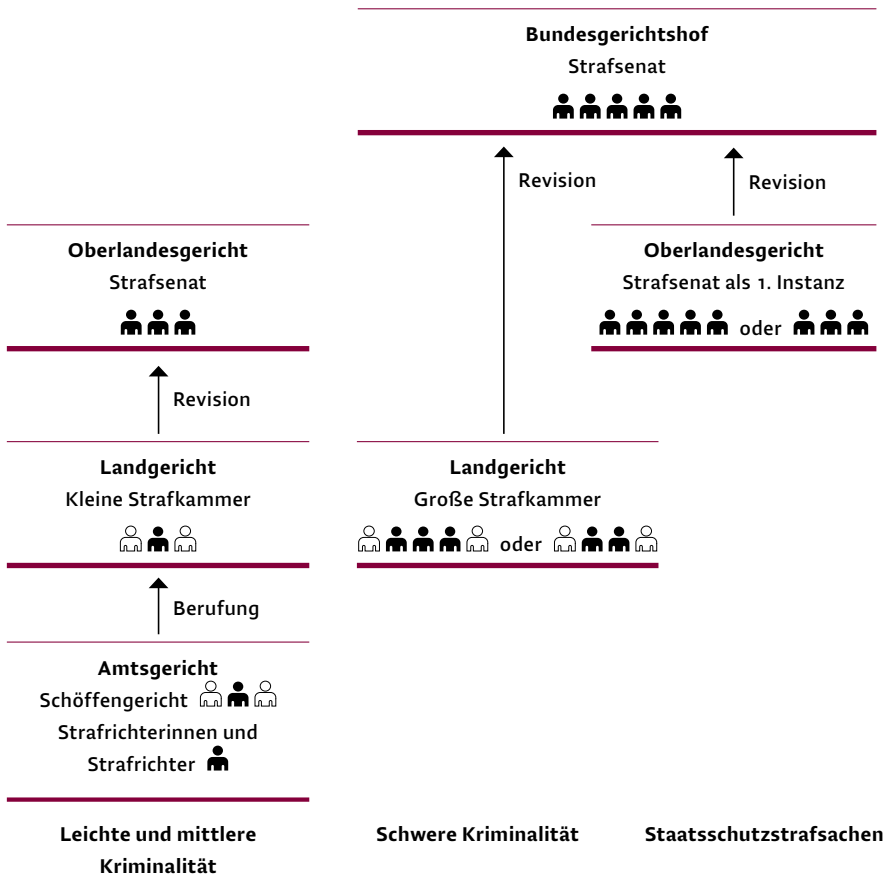 Bundesgerichtshof
Strafsenat
Revision
Revision
Oberlandesgericht
Strafsenat
Oberlandesgericht
Strafsenat als 1. Instanz
oder
Revision
Landgericht
Kleine Strafkammer
Landgericht
Große Strafkammer
oder
Berufung
Amtsgericht
Schöffengericht
Strafrichterinnen und
Strafrichter
Leichte und mittlere
Kriminalität
Schwere Kriminalität
Staatsschutzstrafsachen